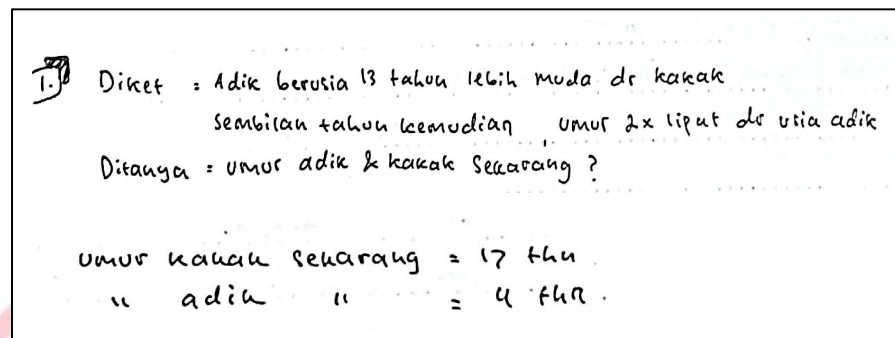 1. Diket : Adik berusia 13 tahun lebih muda dr kakak
sembilan tahun kemudian, umur 2x lipat dr usia adik
Ditanya : umur adik & kakak sekarang ?
umur kakak sekarang = 17 thn
" adik " = 4 thn.